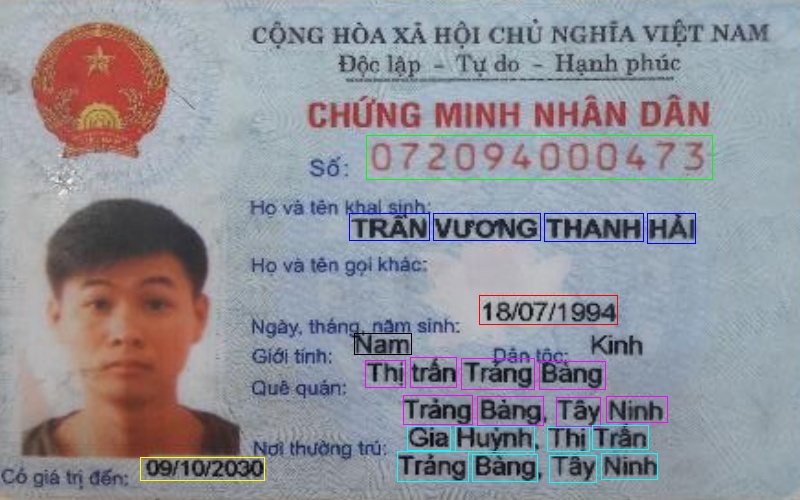 CỘNG HÒA XÃ HỘI CHỦ NGHĨA VIỆT NAM
Độc lập - Tự do - Hạnh phúc
CHỨNG MINH NHÂN DÂN
Số: 072094000473
Họ và tên khai sinh:
TRẦN VƯƠNG THANH HẢI
Họ và tên gọi khác:
Ngày, tháng, năm sinh: 18/07/1994
Giới tính: Nam Dân tộc: Kinh
Quê quán: Thị trấn Trảng Bàng
Trảng Bàng, Tây Ninh
Nơi thường trú: Gia Huỳnh, Thị Trấn
Trảng Bàng, Tây Ninh
Có giá trị đến: 09/10/2030